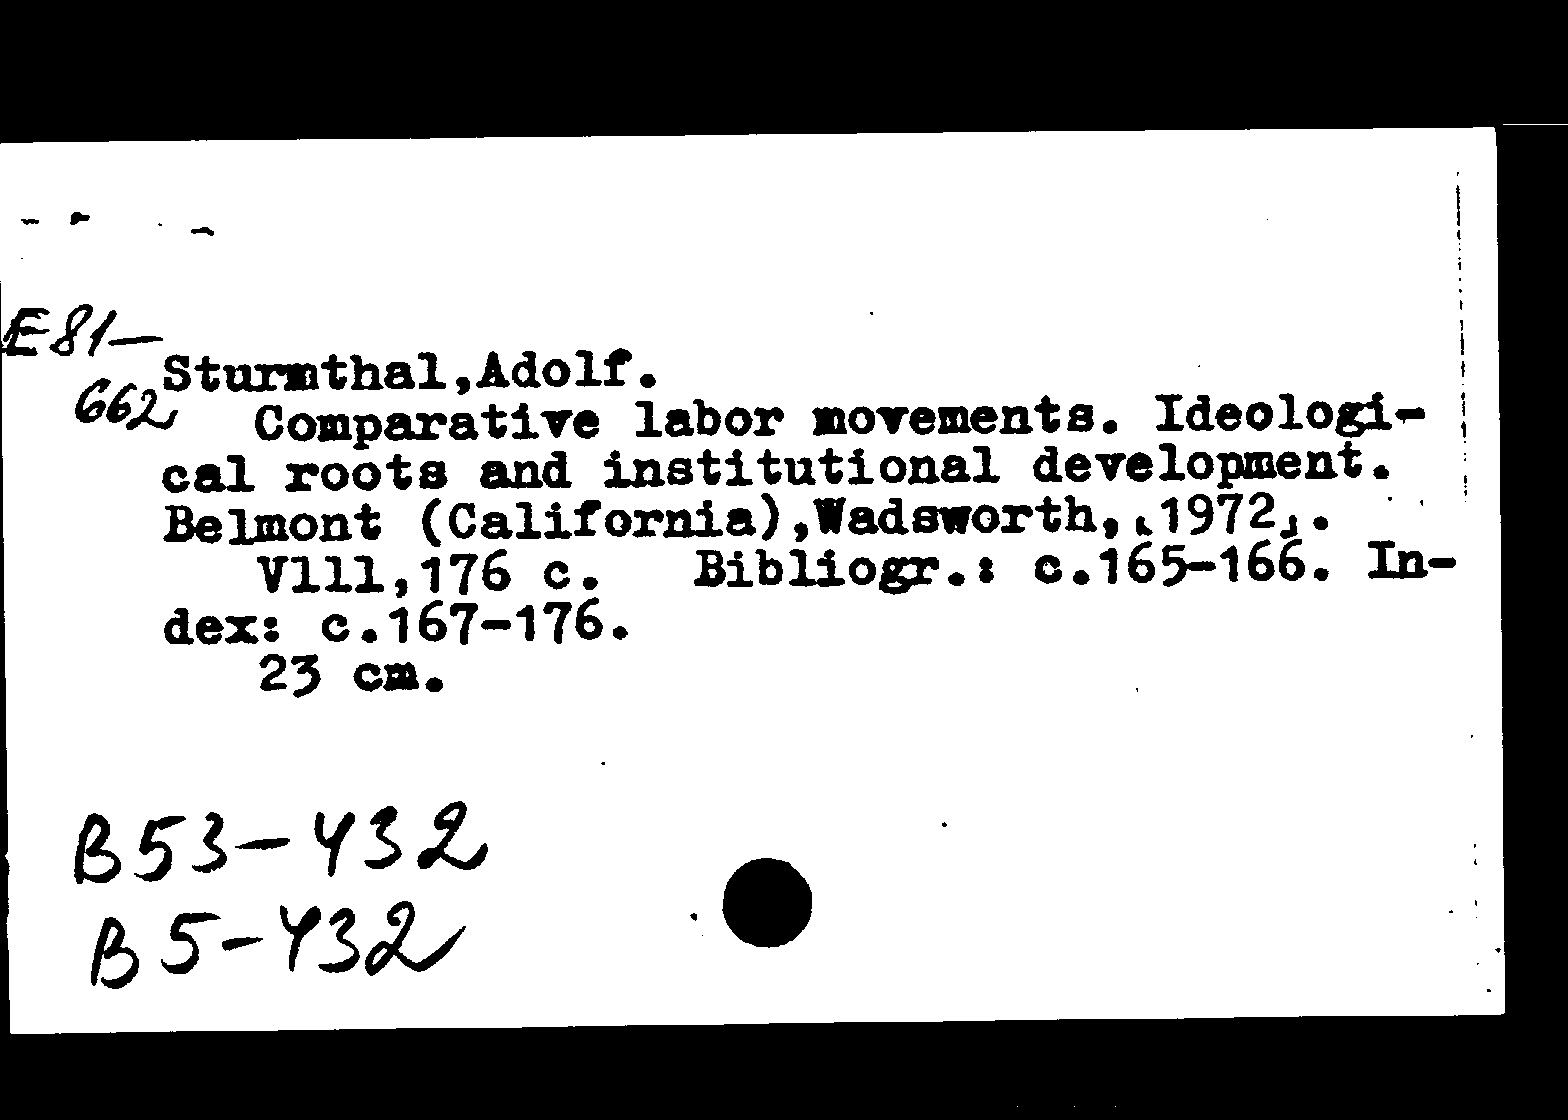 E81-
662
Sturmthal,Adolf.
Comparative labor movements. Ideologi-
cal roots and institutional development.
Belmont (California),Wadsworth,[1972].
Vlll,176 c. Bibliogr.: c.165-166. In-
dex: c.167-176.
23 cm.
B53-432
B5-432